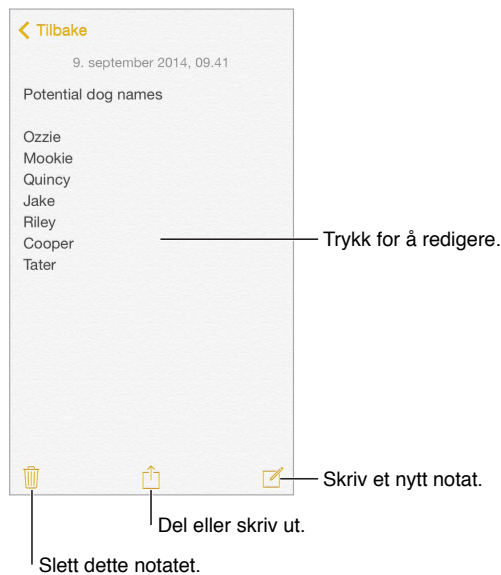 Tilbake
9. september 2014, 09.41
Potential dog names
Ozzie
Mookie
Quincy
Jake
Riley
Cooper
Tater
Trykk for å redigere.
Skriv et nytt notat.
Del eller skriv ut.
Slett dette notatet.